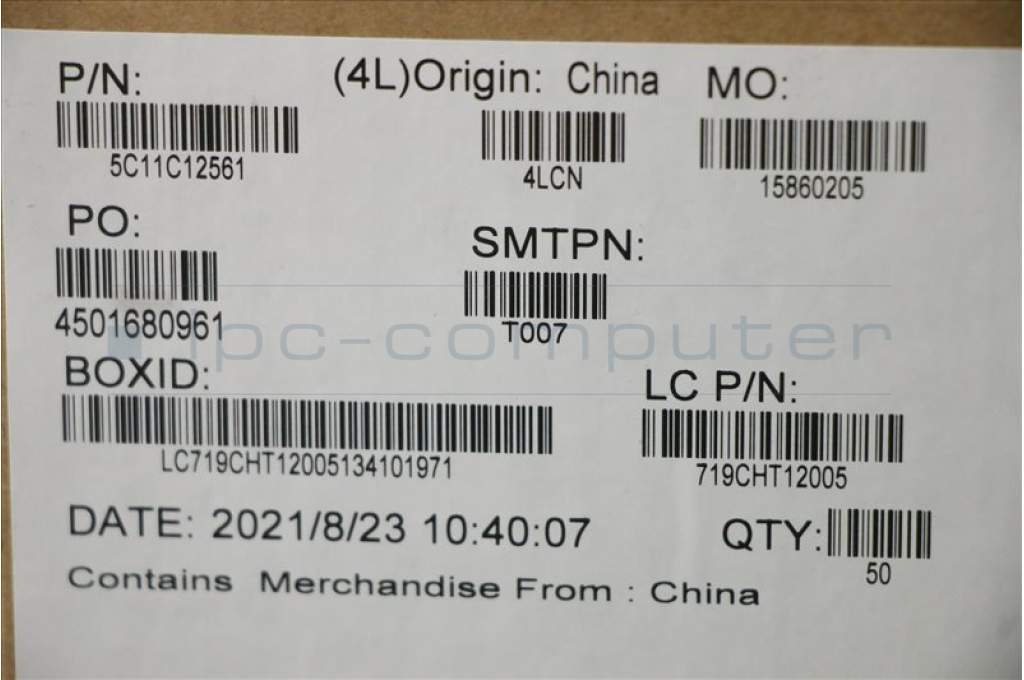 P/N: (4L)Origin: China MO:
5C11C12561 4LCN 15860205
PO: SMTPN:
4501680961 T007
ipc-computer
BOXID: LC P/N:
LC719CHT12005134101971 719CHT12005
DATE: 2021/8/23 10:40:07 QTY:
50
Contains Merchandise From : China